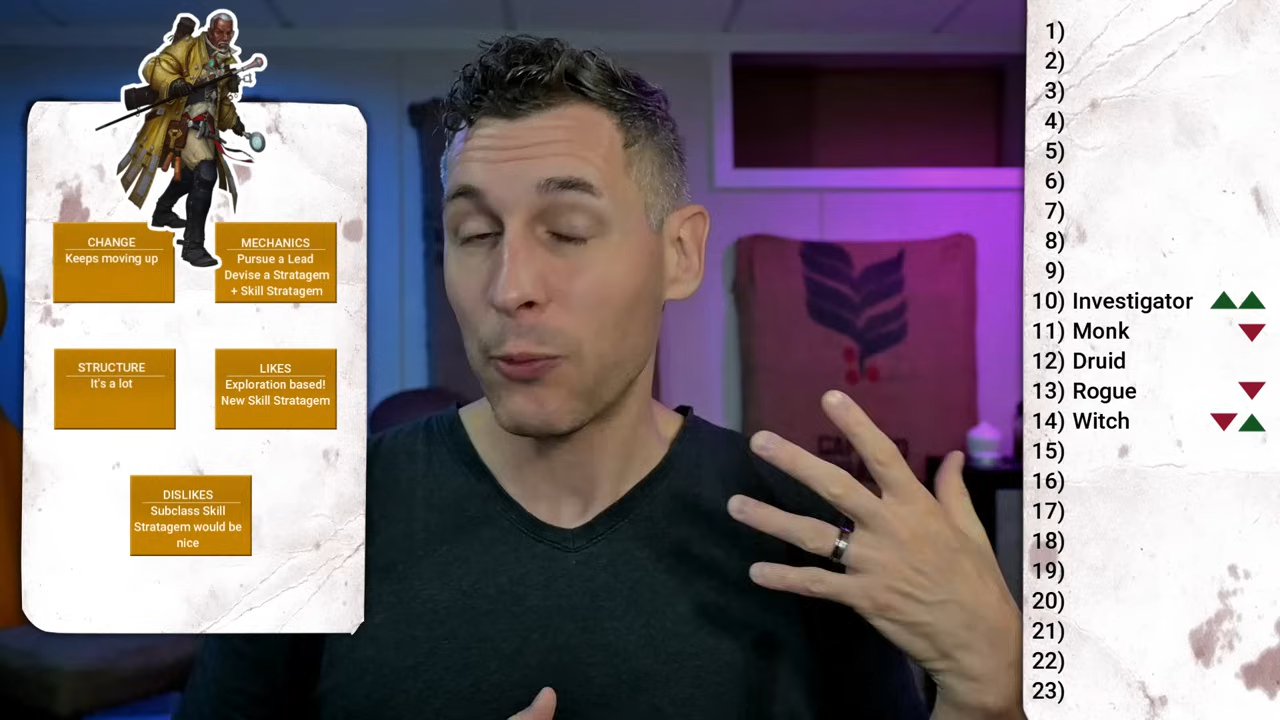 CHANGE
Keeps moving up
MECHANICS
Pursue a Lead
Devise a Stratagem
+ Skill Stratagem
STRUCTURE
It's a lot
LIKES
Exploration based!
New Skill Stratagem
DISLIKES
Subclass Skill
Stratagem would be
nice
1)
2)
3)
4)
5)
6)
7)
8)
9)
10) Investigator
11) Monk
12) Druid
13) Rogue
14) Witch
15)
16)
17)
18)
19)
20)
21)
22)
23)